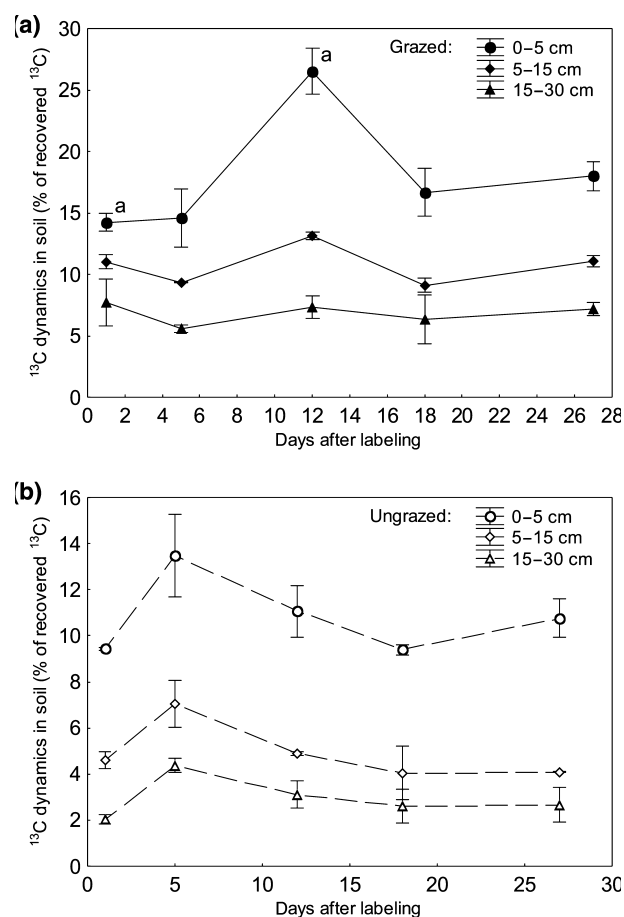 (a)
30
25
20
15
10
5
0
¹³C dynamics in soil (% of recovered ¹³C)
Grazed:
0–5 cm
5–15 cm
15–30 cm
a
a
0 2 4 6 8 10 12 14 16 18 20 22 24 26 28
Days after labeling
(b)
16
14
12
10
8
6
4
2
0
¹³C dynamics in soil (% of recovered ¹³C)
Ungrazed:
0–5 cm
5–15 cm
15–30 cm
0 5 10 15 20 25 30
Days after labeling